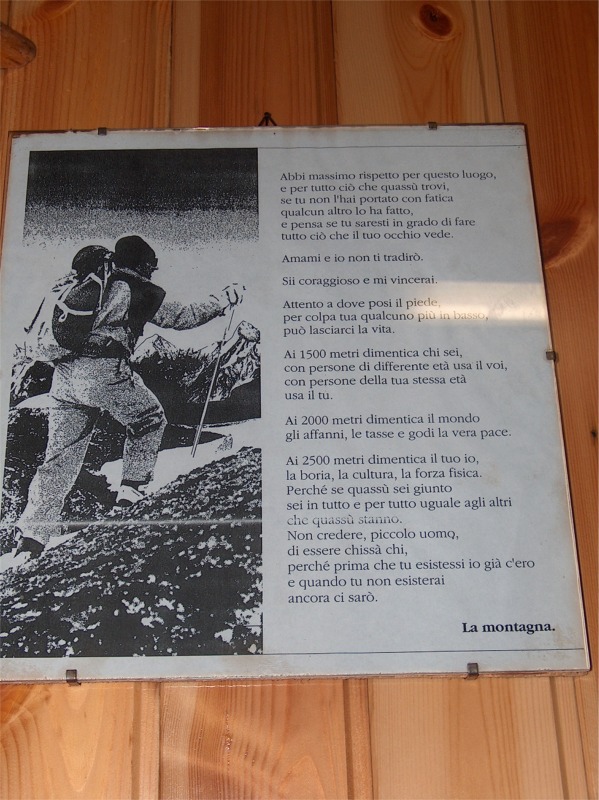 Abbi massimo rispetto per questo luogo,
e per tutto ciò che quassù trovi,
se tu non l'hai portato con fatica
qualcun altro lo ha fatto,
e pensa se tu saresti in grado di fare
tutto ciò che il tuo occhio vede.
Amami e io non ti tradirò.
Sii coraggioso e mi vincerai.
Attento a dove posi il piede,
per colpa tua qualcuno più in basso,
può lasciarci la vita.
Ai 1500 metri dimentica chi sei,
con persone di differente età usa il voi,
con persone della tua stessa età
usa il tu.
Ai 2000 metri dimentica il mondo
gli affanni, le tasse e godi la vera pace.
Ai 2500 metri dimentica il tuo io,
la boria, la cultura, la forza fisica.
Perché se quassù sei giunto
sei in tutto e per tutto uguale agli altri
che quassù stanno.
Non credere, piccolo uomo,
di essere chissà chi,
perché prima che tu esistessi io già c'ero
e quando tu non esisterai
ancora ci sarò.
La montagna.